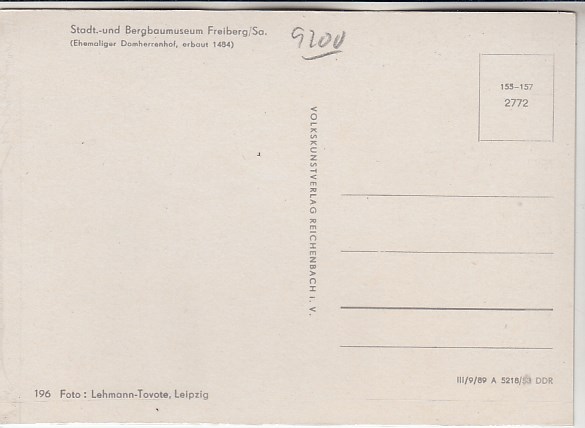 Stadt.-und Bergbaumuseum Freiberg/Sa.
(Ehemaliger Domherrenhof, erbaut 1484)
9200
155-157
2772
VOLKSKUNSTVERLAG REICHENBACH I. V.
III/9/89 A 5218/53 DDR
196 Foto: Lehmann-Tovote, Leipzig